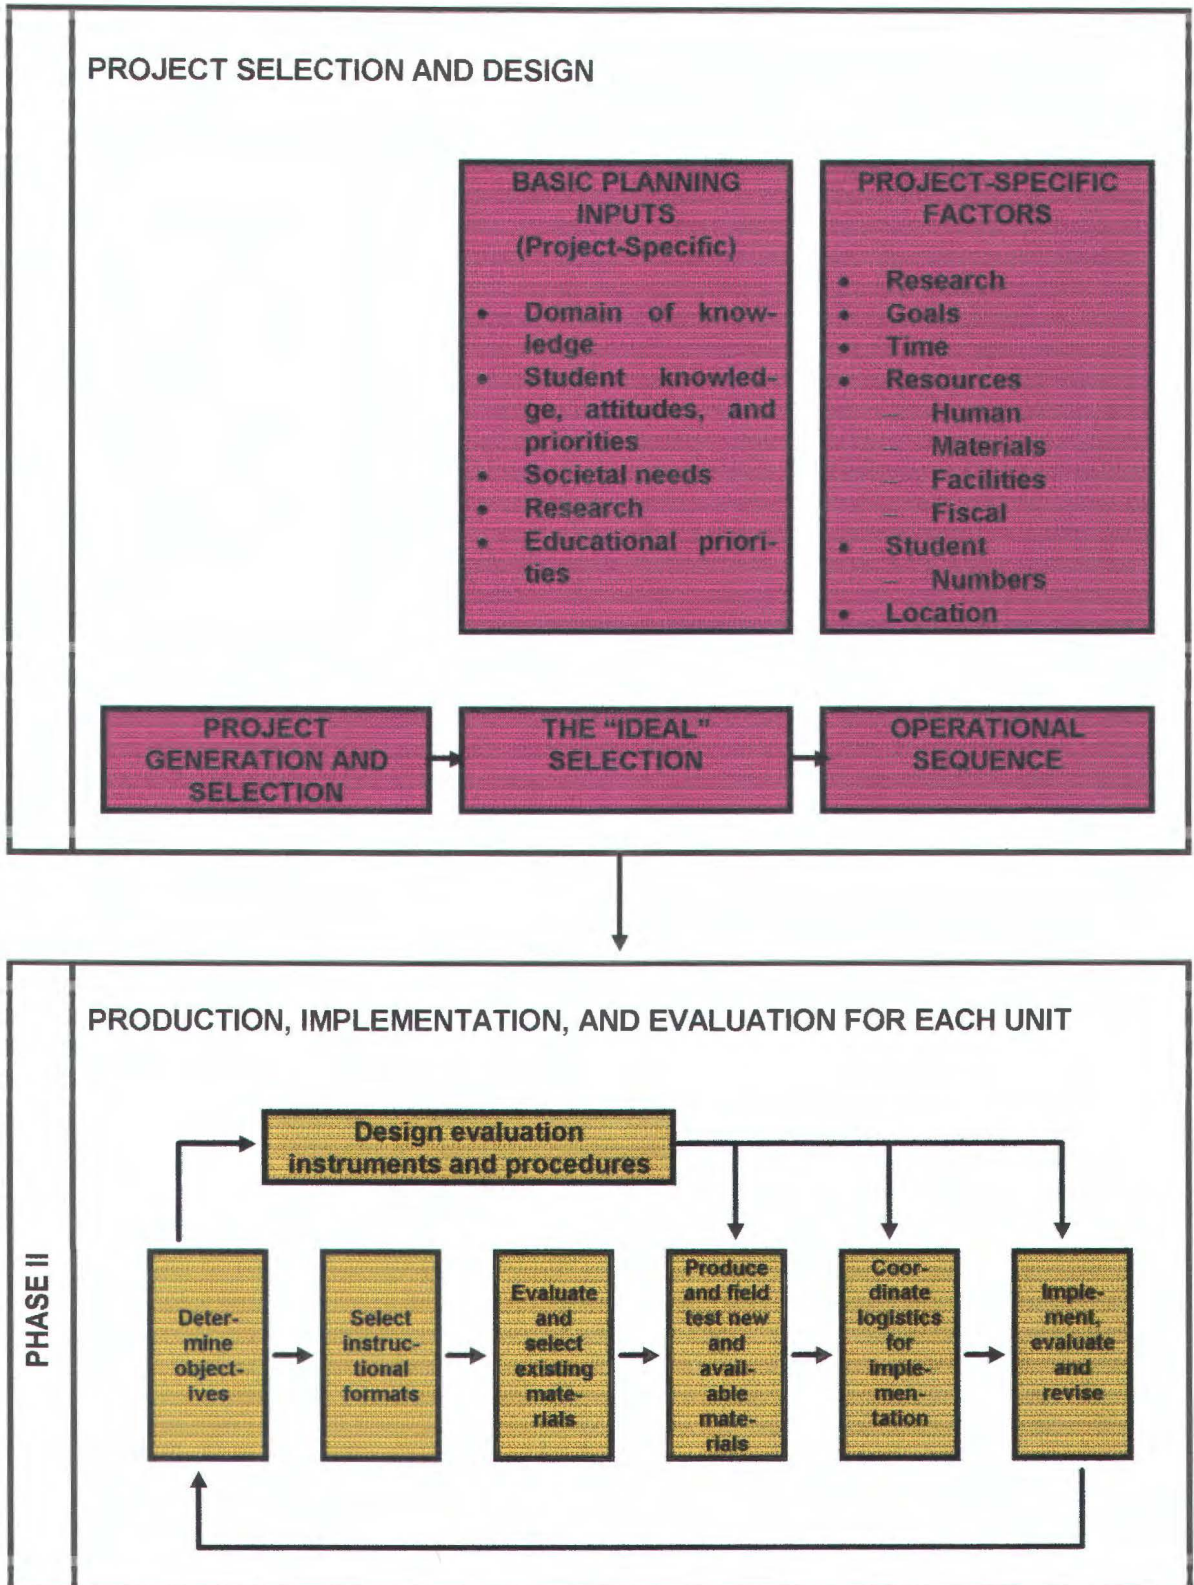 PROJECT SELECTION AND DESIGN
BASIC PLANNING
INPUTS
(Project-Specific)
• Domain of know-
ledge
• Student knowled-
ge, attitudes, and
priorities
• Societal needs
• Research
• Educational priori-
ties
PROJECT-SPECIFIC
FACTORS
• Research
• Goals
• Time
• Resources
– Human
– Materials
– Facilities
– Fiscal
• Student
– Numbers
• Location
PROJECT
GENERATION AND
SELECTION
THE “IDEAL”
SELECTION
OPERATIONAL
SEQUENCE
PHASE II
PRODUCTION, IMPLEMENTATION, AND EVALUATION FOR EACH UNIT
Design evaluation
instruments and procedures
Deter-
mine
object-
ives
Select
instruc-
tional
formats
Evaluate
and
select
existing
mate-
rials
Produce
and field
test new
and
avail-
able
mate-
rials
Coor-
dinate
logistics
for
imple-
men-
tation
Imple-
ment,
evaluate
and
revise